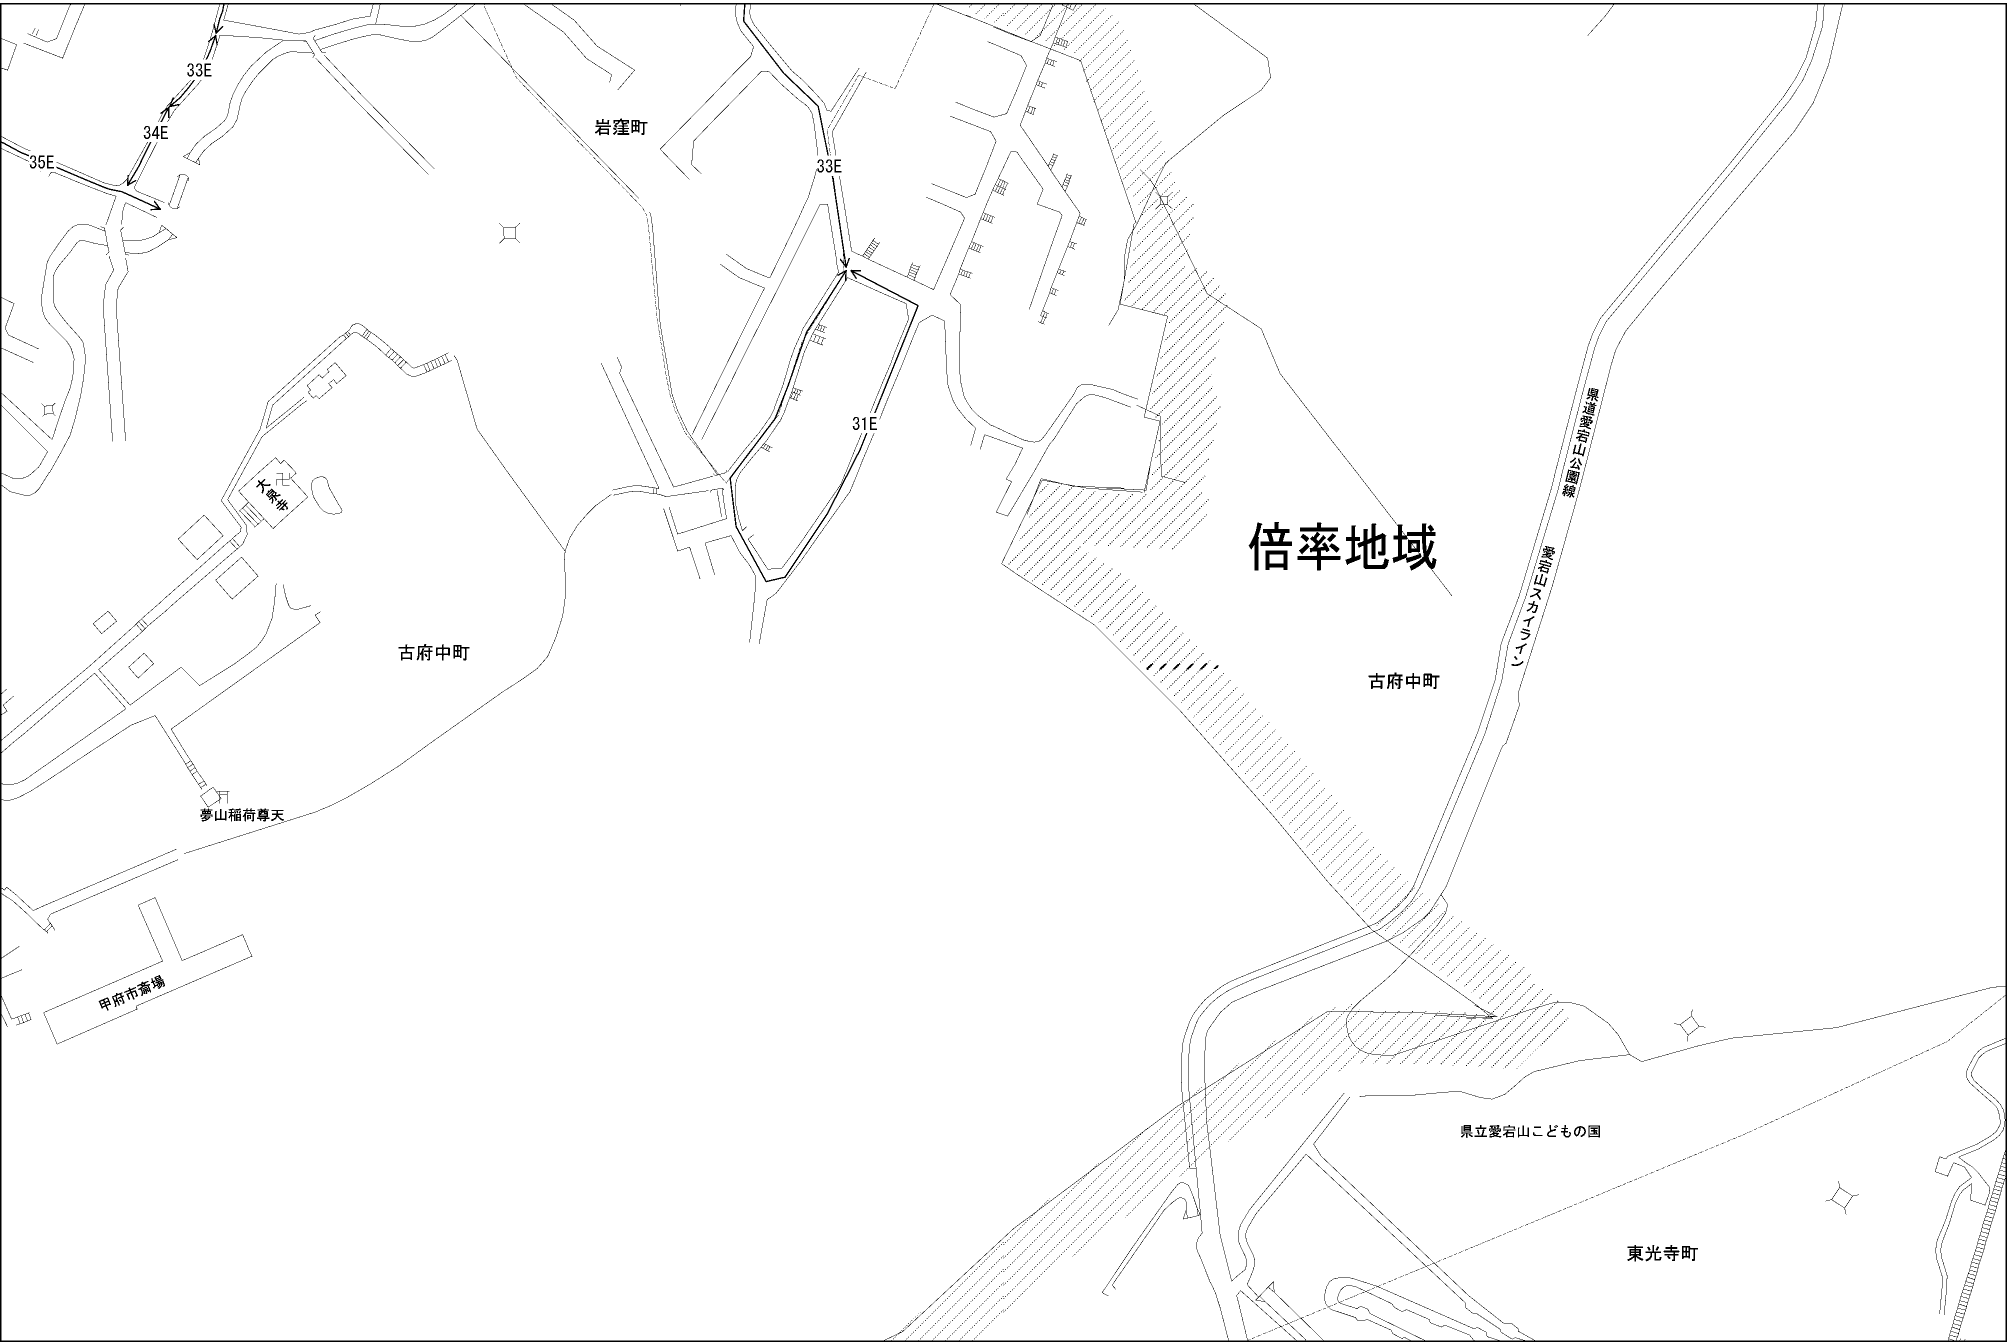 33E
34E
35E
岩窪町
33E
31E
県道愛宕山公園線
愛宕山スカイライン
大泉寺
倍率地域
古府中町
古府中町
夢山稲荷尊天
甲府市斎場
県立愛宕山こどもの国
東光寺町